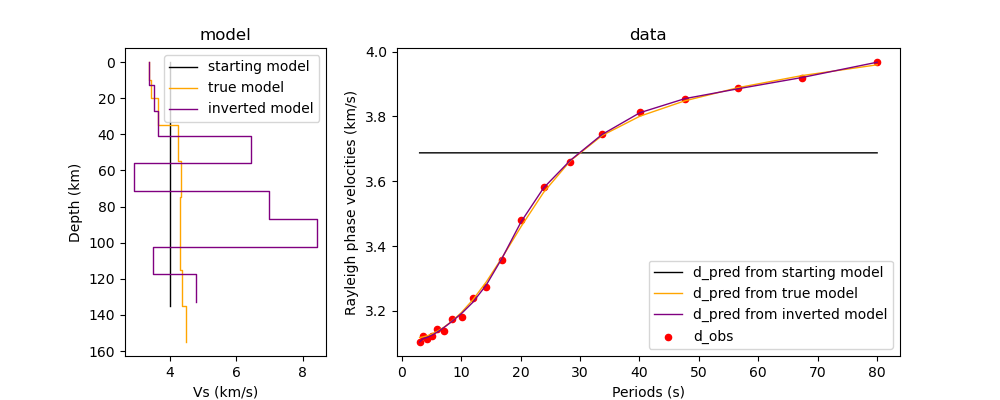 model
data
starting model
true model
inverted model
0
20
40
60
80
100
120
140
160
Depth (km)
4
6
8
Vs (km/s)
4.0
3.8
3.6
3.4
3.2
Rayleigh phase velocities (km/s)
0
10
20
30
40
50
60
70
80
Periods (s)
d_pred from starting model
d_pred from true model
d_pred from inverted model
d_obs